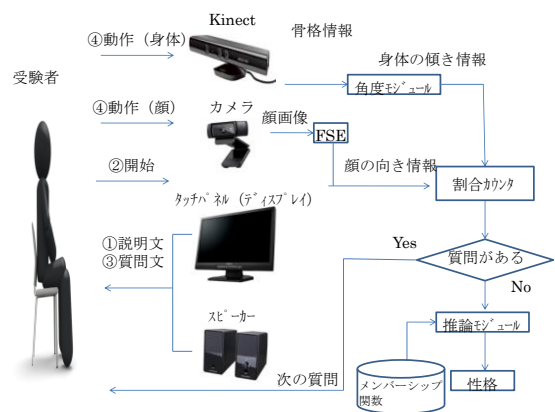 Kinect
④動作（身体）
骨格情報
身体の傾き情報
受験者
角度ﾓｼﾞｭｰﾙ
④動作（顔）
カメラ
顔画像
FSE
②開始
顔の向き情報
割合ｶｳﾝﾀ
ﾀｯﾁﾊﾟﾈﾙ（ﾃﾞｨｽﾌﾟﾚｲ）
①説明文
③質問文
Yes
質問がある
No
ｽﾋﾟｰｶｰ
推論ﾓｼﾞｭｰﾙ
次の質問
メンバーシップ
関数
性格